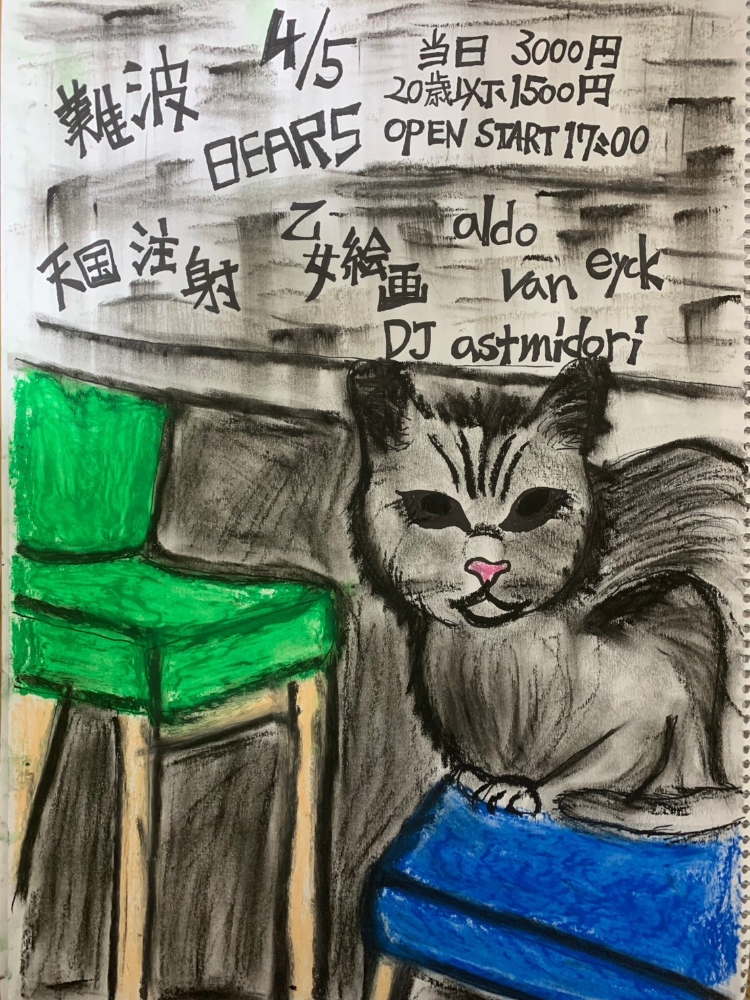 4/5
難波
BEARS
当日 3000円
20歳以下1500円
OPEN START 17:00
天国注射
乙女絵画
aldo van eyck
DJ astmidori